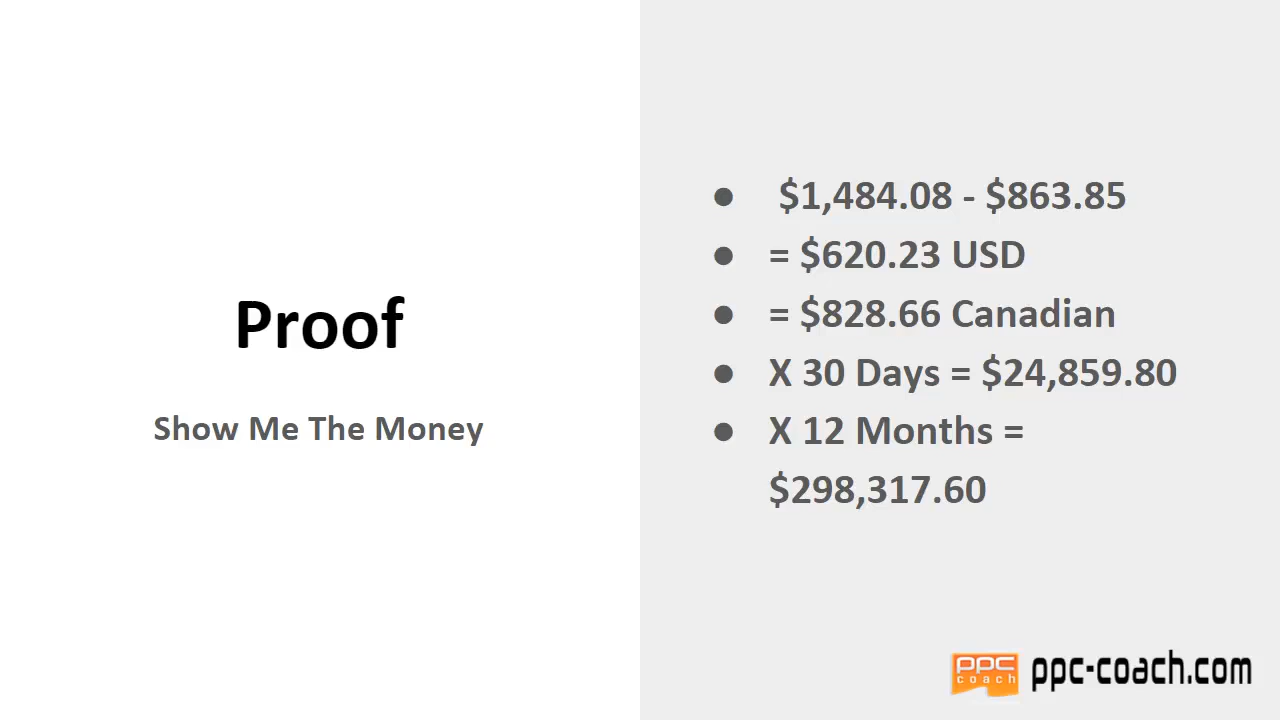 Proof
Show Me The Money
● $1,484.08 - $863.85
● = $620.23 USD
● = $828.66 Canadian
● X 30 Days = $24,859.80
● X 12 Months =
$298,317.60
ppc coach ppc-coach.com